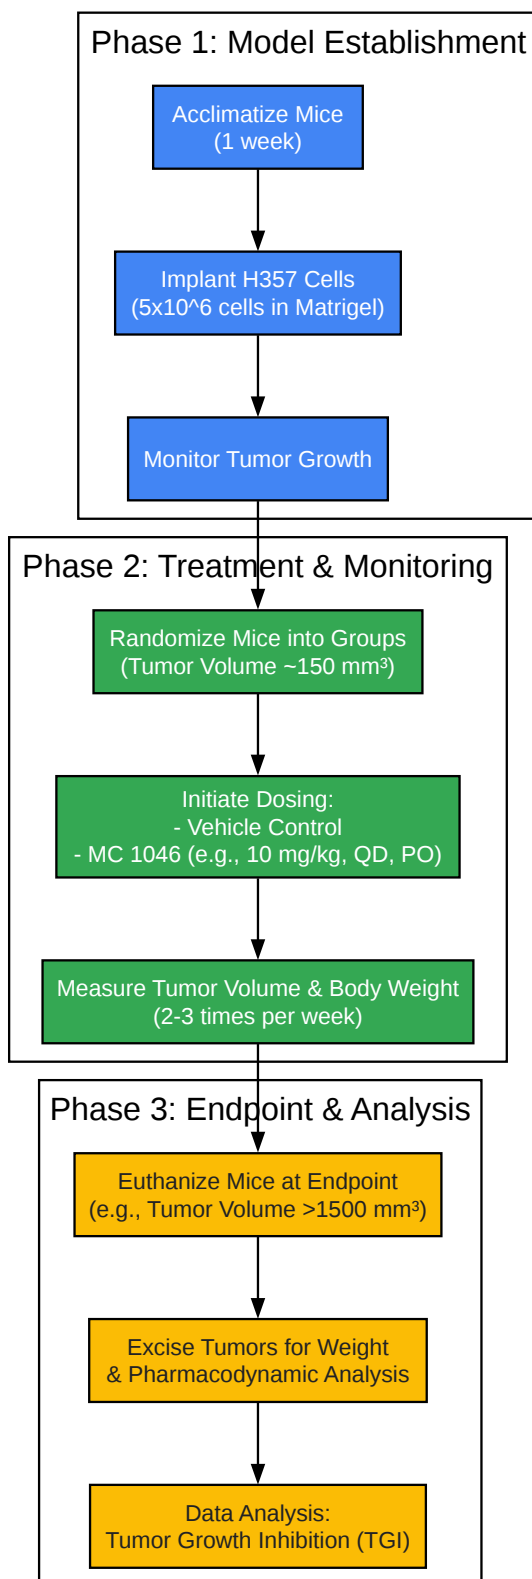 Phase 1: Model Establishment
Acclimatize Mice
(1 week)
Implant H357 Cells
(5x10^6 cells in Matrigel)
Monitor Tumor Growth
Phase 2: Treatment & Monitoring
Randomize Mice into Groups
(Tumor Volume ~150 mm³)
Initiate Dosing:
- Vehicle Control
- MC 1046 (e.g., 10 mg/kg, QD, PO)
Measure Tumor Volume & Body Weight
(2-3 times per week)
Phase 3: Endpoint & Analysis
Euthanize Mice at Endpoint
(e.g., Tumor Volume >1500 mm³)
Excise Tumors for Weight
& Pharmacodynamic Analysis
Data Analysis:
Tumor Growth Inhibition (TGI)